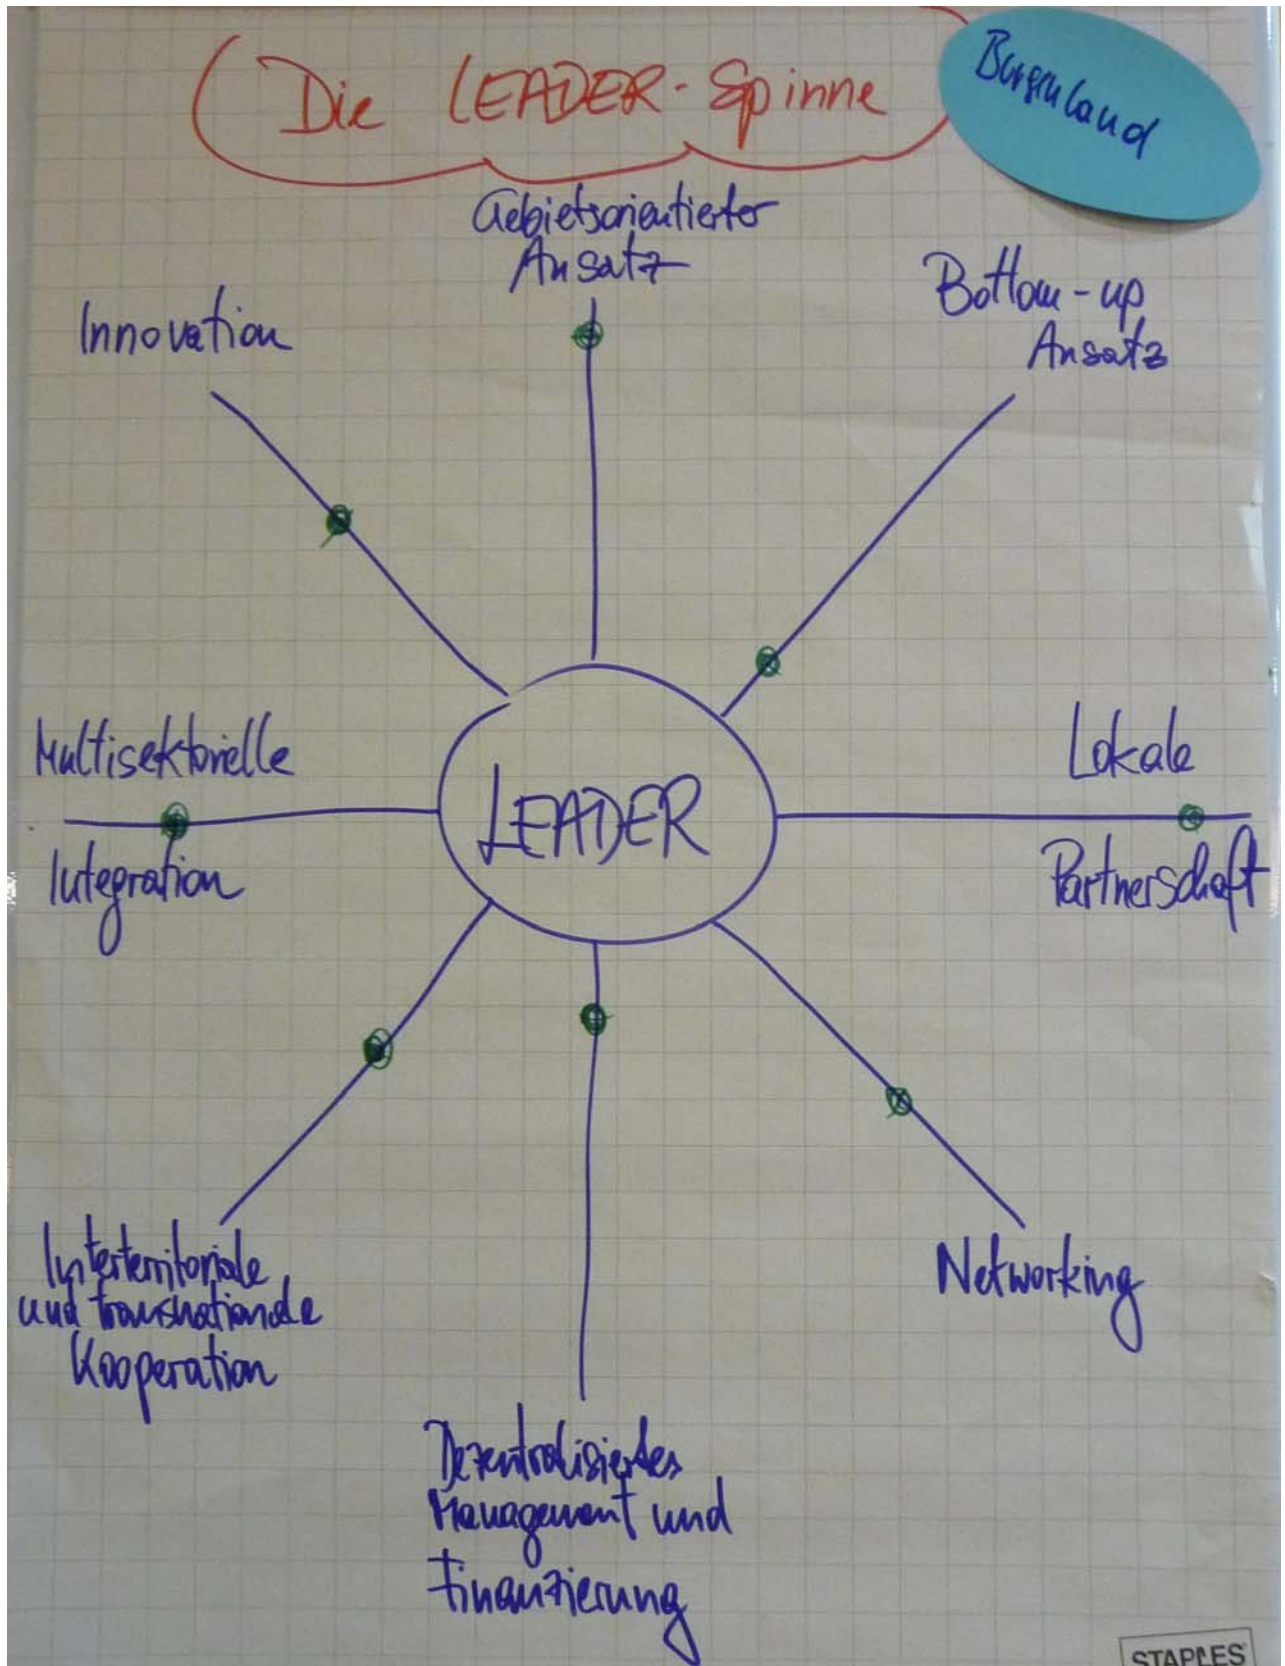 Die LEADER-Spinne
Burgenland
Gebietsorientierter
Ansatz
Bottom-up
Ansatz
Innovation
Multisektorielle
Integration
LEADER
Lokale
Partnerschaft
Interterritoriale
und transnationale
Kooperation
Networking
Dezentralisiertes
Management und
Finanzierung
STAPLES